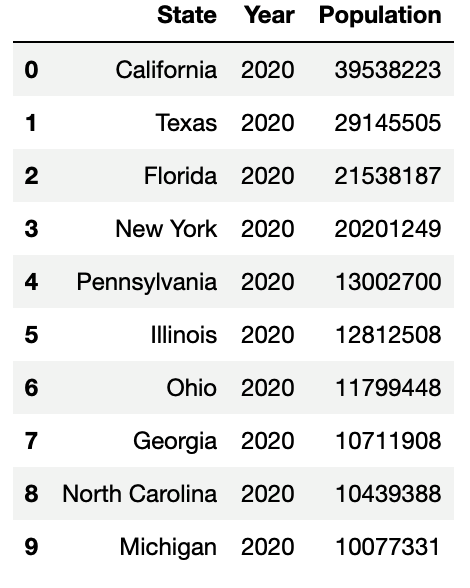 State Year Population
0 California 2020 39538223
1 Texas 2020 29145505
2 Florida 2020 21538187
3 New York 2020 20201249
4 Pennsylvania 2020 13002700
5 Illinois 2020 12812508
6 Ohio 2020 11799448
7 Georgia 2020 10711908
8 North Carolina 2020 10439388
9 Michigan 2020 10077331